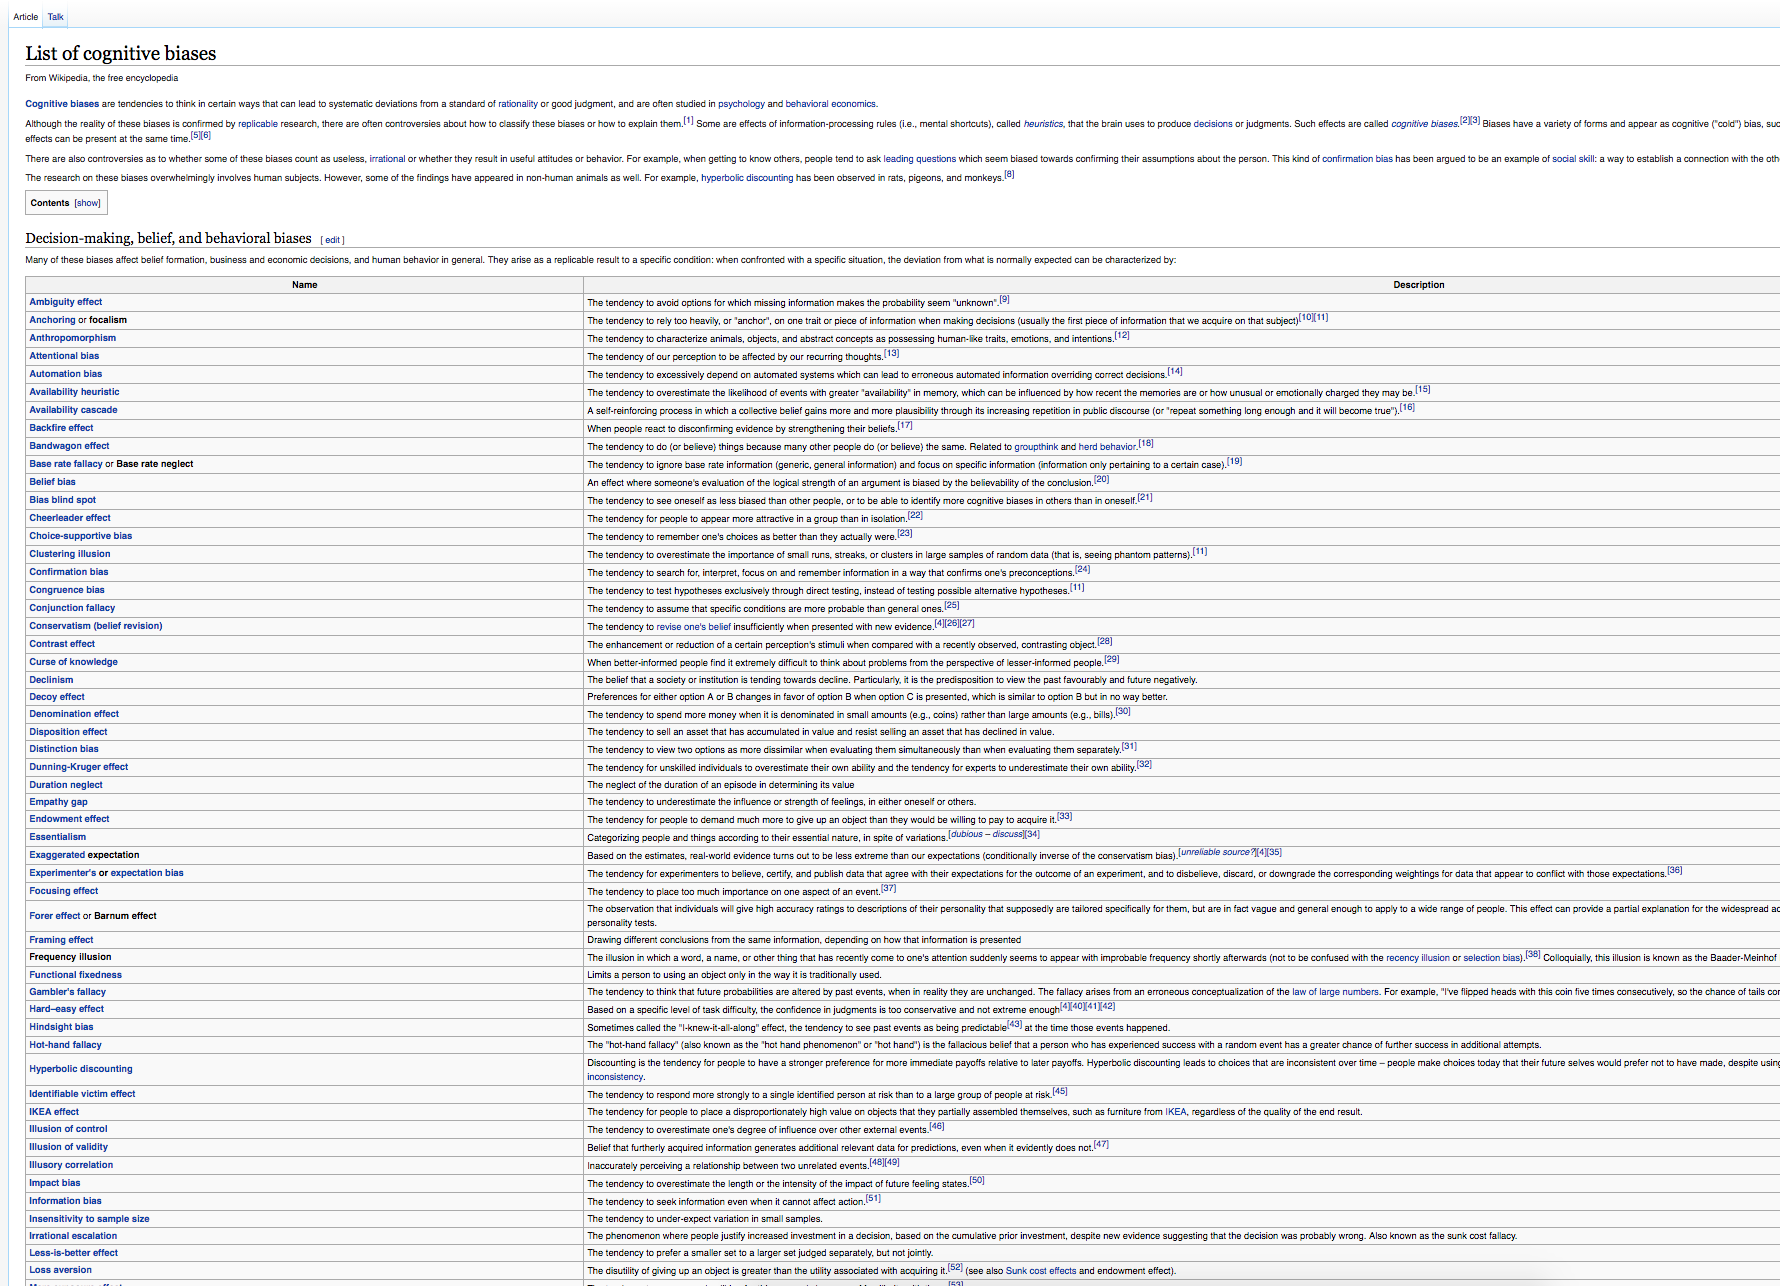 Article Talk
List of cognitive biases
From Wikipedia, the free encyclopedia
Cognitive biases are tendencies to think in certain ways that can lead to systematic deviations from a standard of rationality or good judgment, and are often studied in psychology and behavioral economics.
Although the reality of these biases is confirmed by replicable research, there are often controversies about how to classify these biases or how to explain them.[1] Some are effects of information-processing rules (i.e., mental shortcuts), called heuristics, that the brain uses to produce decisions or judgments. Such effects are called cognitive biases.[2][3] Biases have a variety of forms and appear as cognitive ("cold") bias, suc
effects can be present at the same time.[5][6]
There are also controversies as to whether some of these biases count as useless, irrational or whether they result in useful attitudes or behavior. For example, when getting to know others, people tend to ask leading questions which seem biased towards confirming their assumptions about the person. This kind of confirmation bias has been argued to be an example of social skill: a way to establish a connection with the oth
The research on these biases overwhelmingly involves human subjects. However, some of the findings have appeared in non-human animals as well. For example, hyperbolic discounting has been observed in rats, pigeons, and monkeys.[8]
Contents [show]
Decision-making, belief, and behavioral biases [ edit ]
Many of these biases affect belief formation, business and economic decisions, and human behavior in general. They arise as a replicable result to a specific condition: when confronted with a specific situation, the deviation from what is normally expected can be characterized by:
Name Description
Ambiguity effect The tendency to avoid options for which missing information makes the probability seem "unknown".[9]
Anchoring or focalism The tendency to rely too heavily, or "anchor", on one trait or piece of information when making decisions (usually the first piece of information that we acquire on that subject)[10][11]
Anthropomorphism The tendency to characterize animals, objects, and abstract concepts as possessing human-like traits, emotions, and intentions.[12]
Attentional bias The tendency of our perception to be affected by our recurring thoughts.[13]
Automation bias The tendency to excessively depend on automated systems which can lead to erroneous automated information overriding correct decisions.[14]
Availability heuristic The tendency to overestimate the likelihood of events with greater "availability" in memory, which can be influenced by how recent the memories are or how unusual or emotionally charged they may be.[15]
Availability cascade A self-reinforcing process in which a collective belief gains more and more plausibility through its increasing repetition in public discourse (or "repeat something long enough and it will become true").[16]
Backfire effect When people react to disconfirming evidence by strengthening their beliefs.[17]
Bandwagon effect The tendency to do (or believe) things because many other people do (or believe) the same. Related to groupthink and herd behavior.[18]
Base rate fallacy or Base rate neglect The tendency to ignore base rate information (generic, general information) and focus on specific information (information only pertaining to a certain case).[19]
Belief bias An effect where someone's evaluation of the logical strength of an argument is biased by the believability of the conclusion.[20]
Bias blind spot The tendency to see oneself as less biased than other people, or to be able to identify more cognitive biases in others than in oneself.[21]
Cheerleader effect The tendency for people to appear more attractive in a group than in isolation.[22]
Choice-supportive bias The tendency to remember one's choices as better than they actually were.[23]
Clustering illusion The tendency to overestimate the importance of small runs, streaks, or clusters in large samples of random data (that is, seeing phantom patterns).[11]
Confirmation bias The tendency to search for, interpret, focus on and remember information in a way that confirms one's preconceptions.[24]
Congruence bias The tendency to test hypotheses exclusively through direct testing, instead of testing possible alternative hypotheses.[11]
Conjunction fallacy The tendency to assume that specific conditions are more probable than general ones.[25]
Conservatism (belief revision) The tendency to revise one's belief insufficiently when presented with new evidence.[4][26][27]
Contrast effect The enhancement or reduction of a certain perception's stimuli when compared with a recently observed, contrasting object.[28]
Curse of knowledge When better-informed people find it extremely difficult to think about problems from the perspective of lesser-informed people.[29]
Declinism The belief that a society or institution is tending towards decline. Particularly, it is the predisposition to view the past favourably and future negatively.
Decoy effect Preferences for either option A or B changes in favor of option B when option C is presented, which is similar to option B but in no way better.
Denomination effect The tendency to spend more money when it is denominated in small amounts (e.g., coins) rather than large amounts (e.g., bills).[30]
Disposition effect The tendency to sell an asset that has accumulated in value and resist selling an asset that has declined in value.
Distinction bias The tendency to view two options as more dissimilar when evaluating them simultaneously than when evaluating them separately.[31]
Dunning-Kruger effect The tendency for unskilled individuals to overestimate their own ability and the tendency for experts to underestimate their own ability.[32]
Duration neglect The neglect of the duration of an episode in determining its value
Empathy gap The tendency to underestimate the influence or strength of feelings, in either oneself or others.
Endowment effect The tendency for people to demand much more to give up an object than they would be willing to pay to acquire it.[33]
Essentialism Categorizing people and things according to their essential nature, in spite of variations.[dubious – discuss][34]
Exaggerated expectation Based on the estimates, real-world evidence turns out to be less extreme than our expectations (conditionally inverse of the conservatism bias).[unreliable source?][4][35]
Experimenter's or expectation bias The tendency for experimenters to believe, certify, and publish data that agree with their expectations for the outcome of an experiment, and to disbelieve, discard, or downgrade the corresponding weightings for data that appear to conflict with those expectations.[36]
Focusing effect The tendency to place too much importance on one aspect of an event.[37]
Forer effect or Barnum effect The observation that individuals will give high accuracy ratings to descriptions of their personality that supposedly are tailored specifically for them, but are in fact vague and general enough to apply to a wide range of people. This effect can provide a partial explanation for the widespread ac
personality tests.
Framing effect Drawing different conclusions from the same information, depending on how that information is presented
Frequency illusion The illusion in which a word, a name, or other thing that has recently come to one's attention suddenly seems to appear with improbable frequency shortly afterwards (not to be confused with the recency illusion or selection bias).[38] Colloquially, this illusion is known as the Baader-Meinhof
Functional fixedness Limits a person to using an object only in the way it is traditionally used.
Gambler's fallacy The tendency to think that future probabilities are altered by past events, when in reality they are unchanged. The fallacy arises from an erroneous conceptualization of the law of large numbers. For example, "I've flipped heads with this coin five times consecutively, so the chance of tails cor
Hard–easy effect Based on a specific level of task difficulty, the confidence in judgments is too conservative and not extreme enough[4][40][41][42]
Hindsight bias Sometimes called the "I-knew-it-all-along" effect, the tendency to see past events as being predictable[43] at the time those events happened.
Hot-hand fallacy The "hot-hand fallacy" (also known as the "hot hand phenomenon" or "hot hand") is the fallacious belief that a person who has experienced success with a random event has a greater chance of further success in additional attempts.
Hyperbolic discounting Discounting is the tendency for people to have a stronger preference for more immediate payoffs relative to later payoffs. Hyperbolic discounting leads to choices that are inconsistent over time – people make choices today that their future selves would prefer not to have made, despite using
inconsistency.
Identifiable victim effect The tendency to respond more strongly to a single identified person at risk than to a large group of people at risk.[45]
IKEA effect The tendency for people to place a disproportionately high value on objects that they partially assembled themselves, such as furniture from IKEA, regardless of the quality of the end result.
Illusion of control The tendency to overestimate one's degree of influence over other external events.[46]
Illusion of validity Belief that furtherly acquired information generates additional relevant data for predictions, even when it evidently does not.[47]
Illusory correlation Inaccurately perceiving a relationship between two unrelated events.[48][49]
Impact bias The tendency to overestimate the length or the intensity of the impact of future feeling states.[50]
Information bias The tendency to seek information even when it cannot affect action.[51]
Insensitivity to sample size The tendency to under-expect variation in small samples.
Irrational escalation The phenomenon where people justify increased investment in a decision, based on the cumulative prior investment, despite new evidence suggesting that the decision was probably wrong. Also known as the sunk cost fallacy.
Less-is-better effect The tendency to prefer a smaller set to a larger set judged separately, but not jointly.
Loss aversion The disutility of giving up an object is greater than the utility associated with acquiring it.[52] (see also Sunk cost effects and endowment effect).
[53]